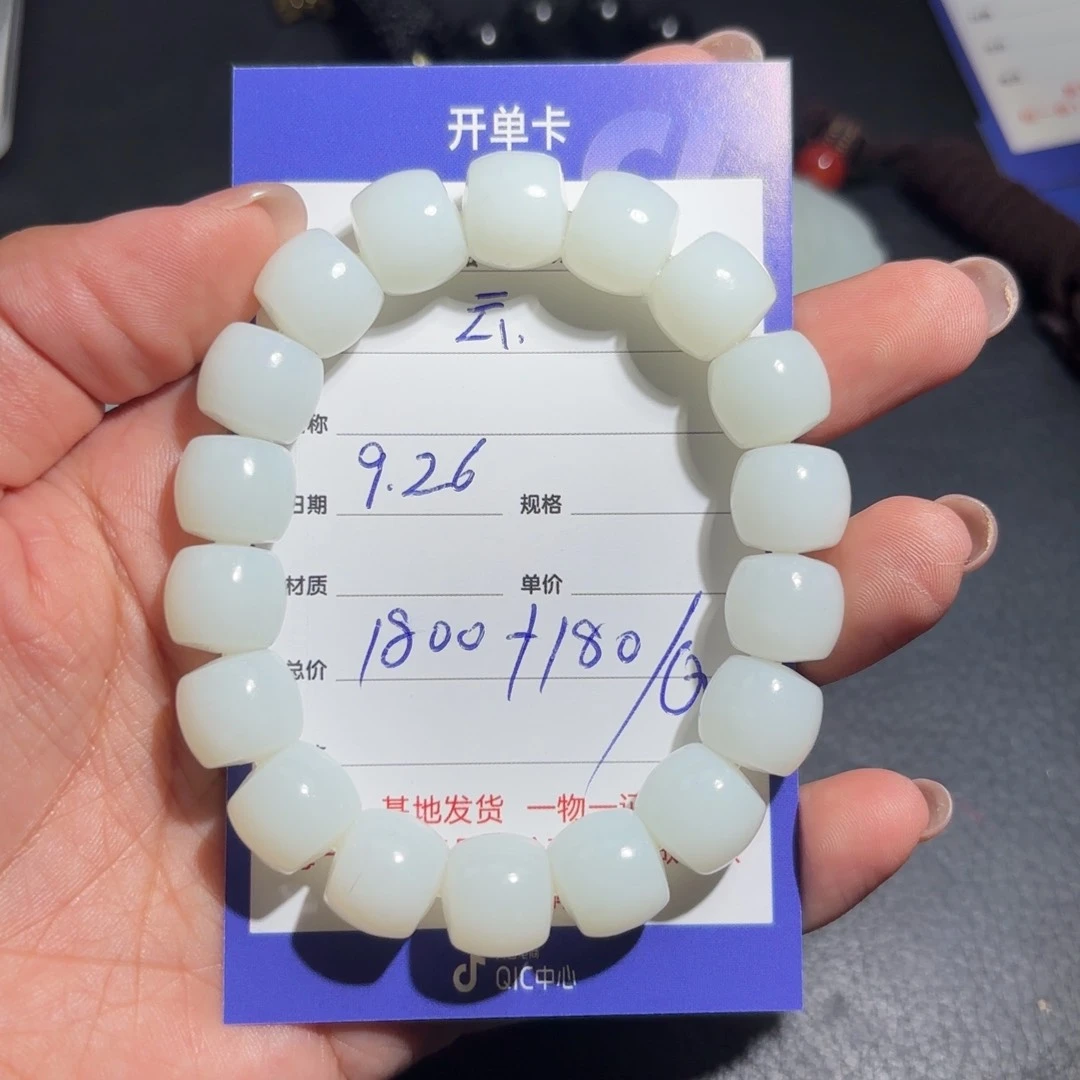 开单卡
云1.
称
日期 9.26 规格
材质 单价
总价 1800+180/
基地发货 一物一
QIC中心